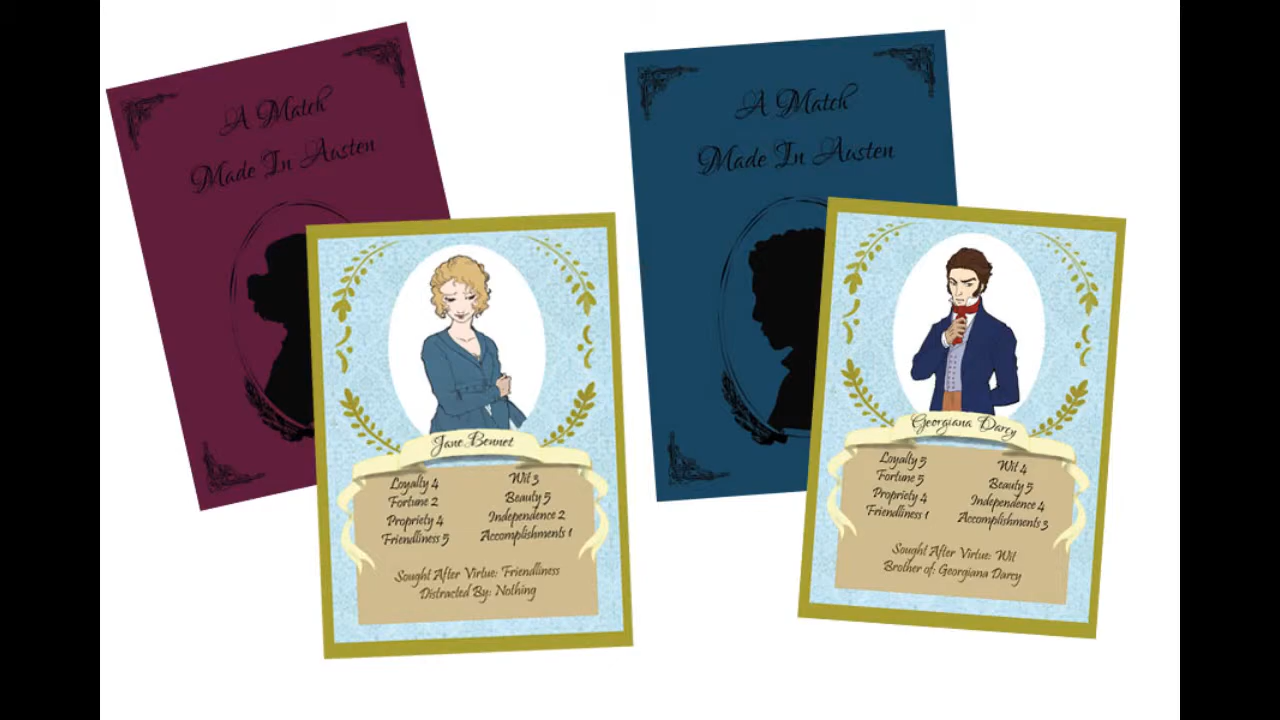 A Match
Made In Austen
A Match
Made In Austen
Jane Bennet
Loyalty 4
Fortune 2
Propriety 4
Friendliness 5
Wit 3
Beauty 5
Independence 2
Accomplishments 1
Sought After Virtue: Friendliness
Distracted By: Nothing
Georgiana Darcy
Loyalty 5
Fortune 5
Propriety 4
Friendliness 1
Wit 4
Beauty 5
Independence 4
Accomplishments 3
Sought After Virtue: Wit
Brother of: Georgiana Darcy